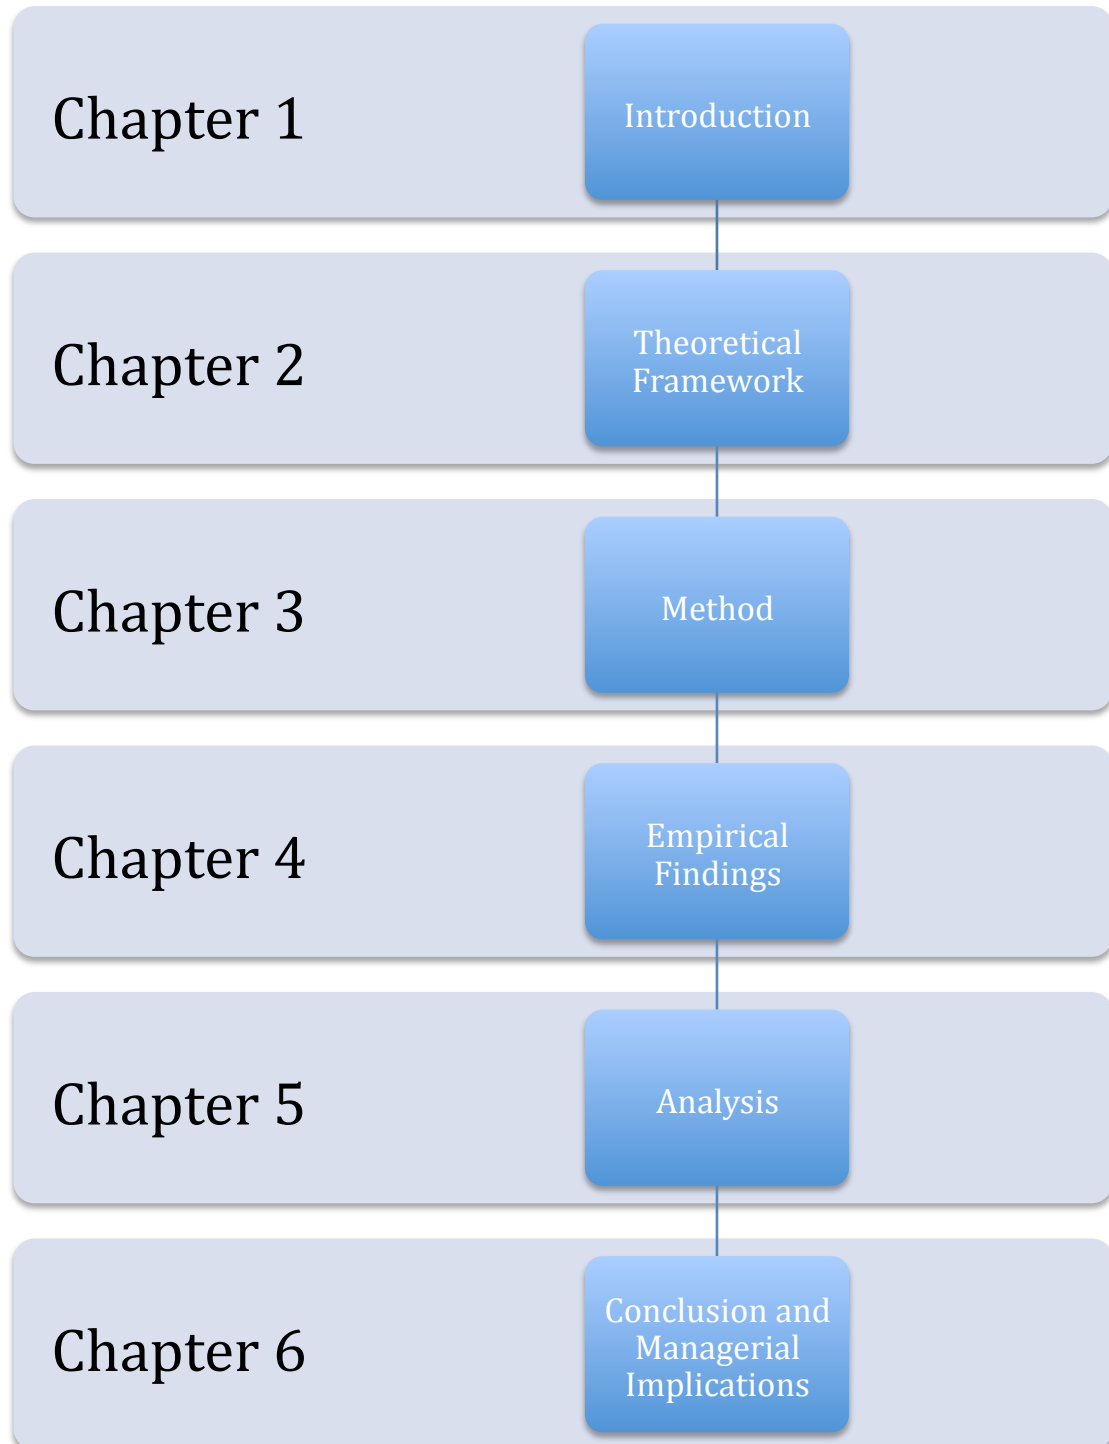 Chapter 1
Introduction
Chapter 2
Theoretical
Framework
Chapter 3
Method
Chapter 4
Empirical
Findings
Chapter 5
Analysis
Chapter 6
Conclusion and
Managerial
Implications